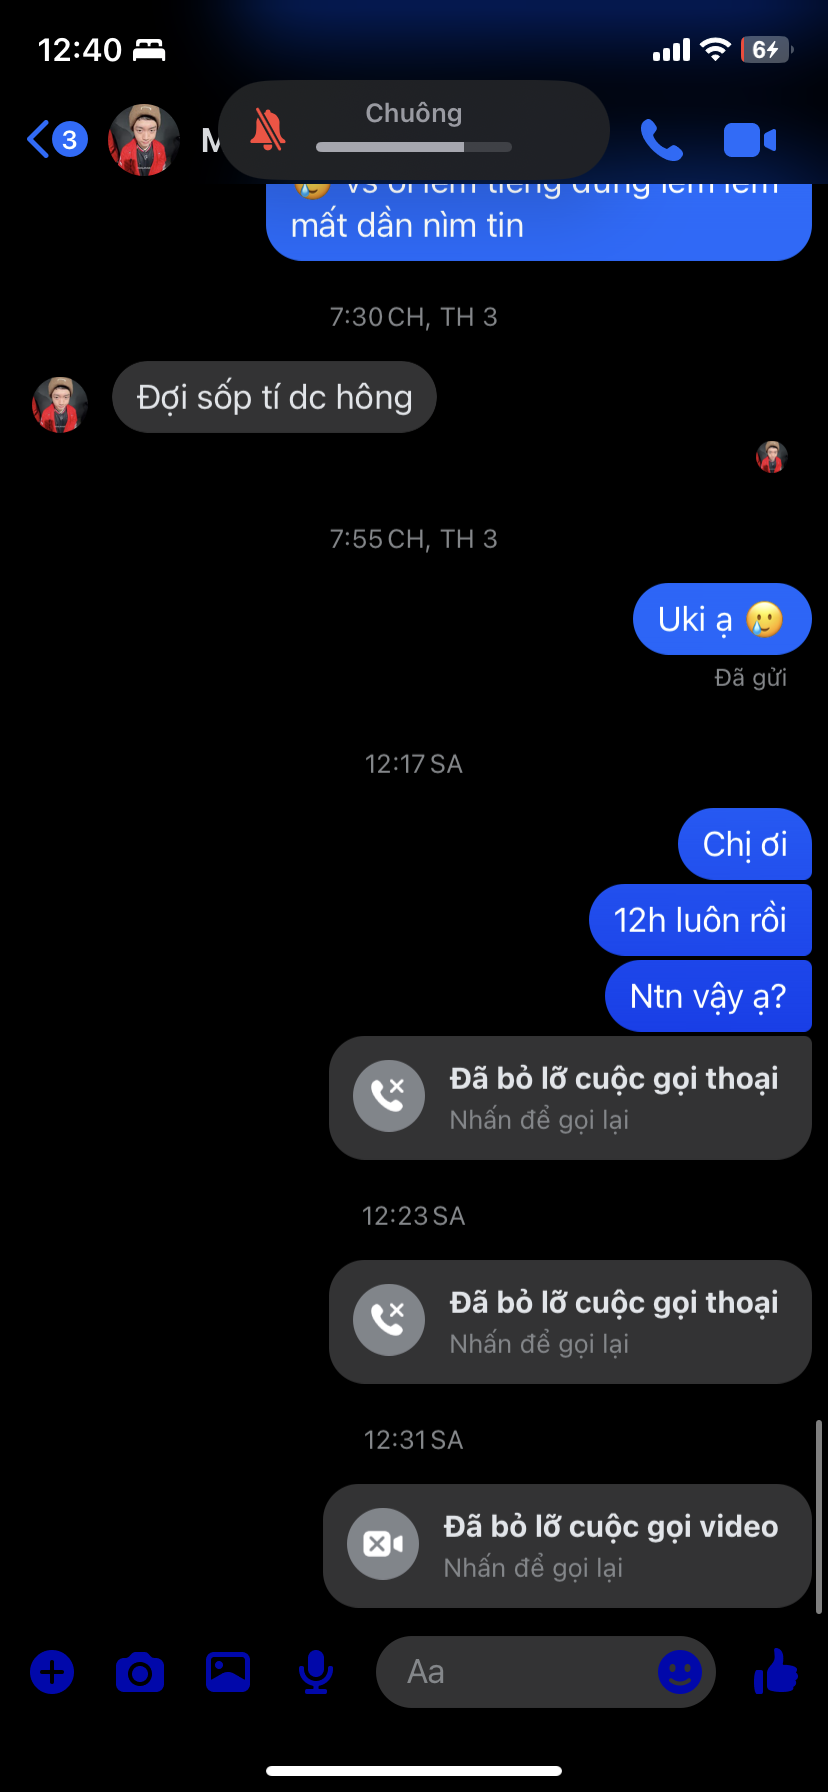 12:40
6
3
M
Chuông
mất dần nìm tin
7:30 CH, TH 3
Đợi sốp tí dc hông
7:55 CH, TH 3
Uki ạ 🥲
Đã gửi
12:17 SA
Chị ơi
12h luôn rồi
Ntn vậy ạ?
Đã bỏ lỡ cuộc gọi thoại
Nhấn để gọi lại
12:23 SA
Đã bỏ lỡ cuộc gọi thoại
Nhấn để gọi lại
12:31 SA
Đã bỏ lỡ cuộc gọi video
Nhấn để gọi lại
Aa